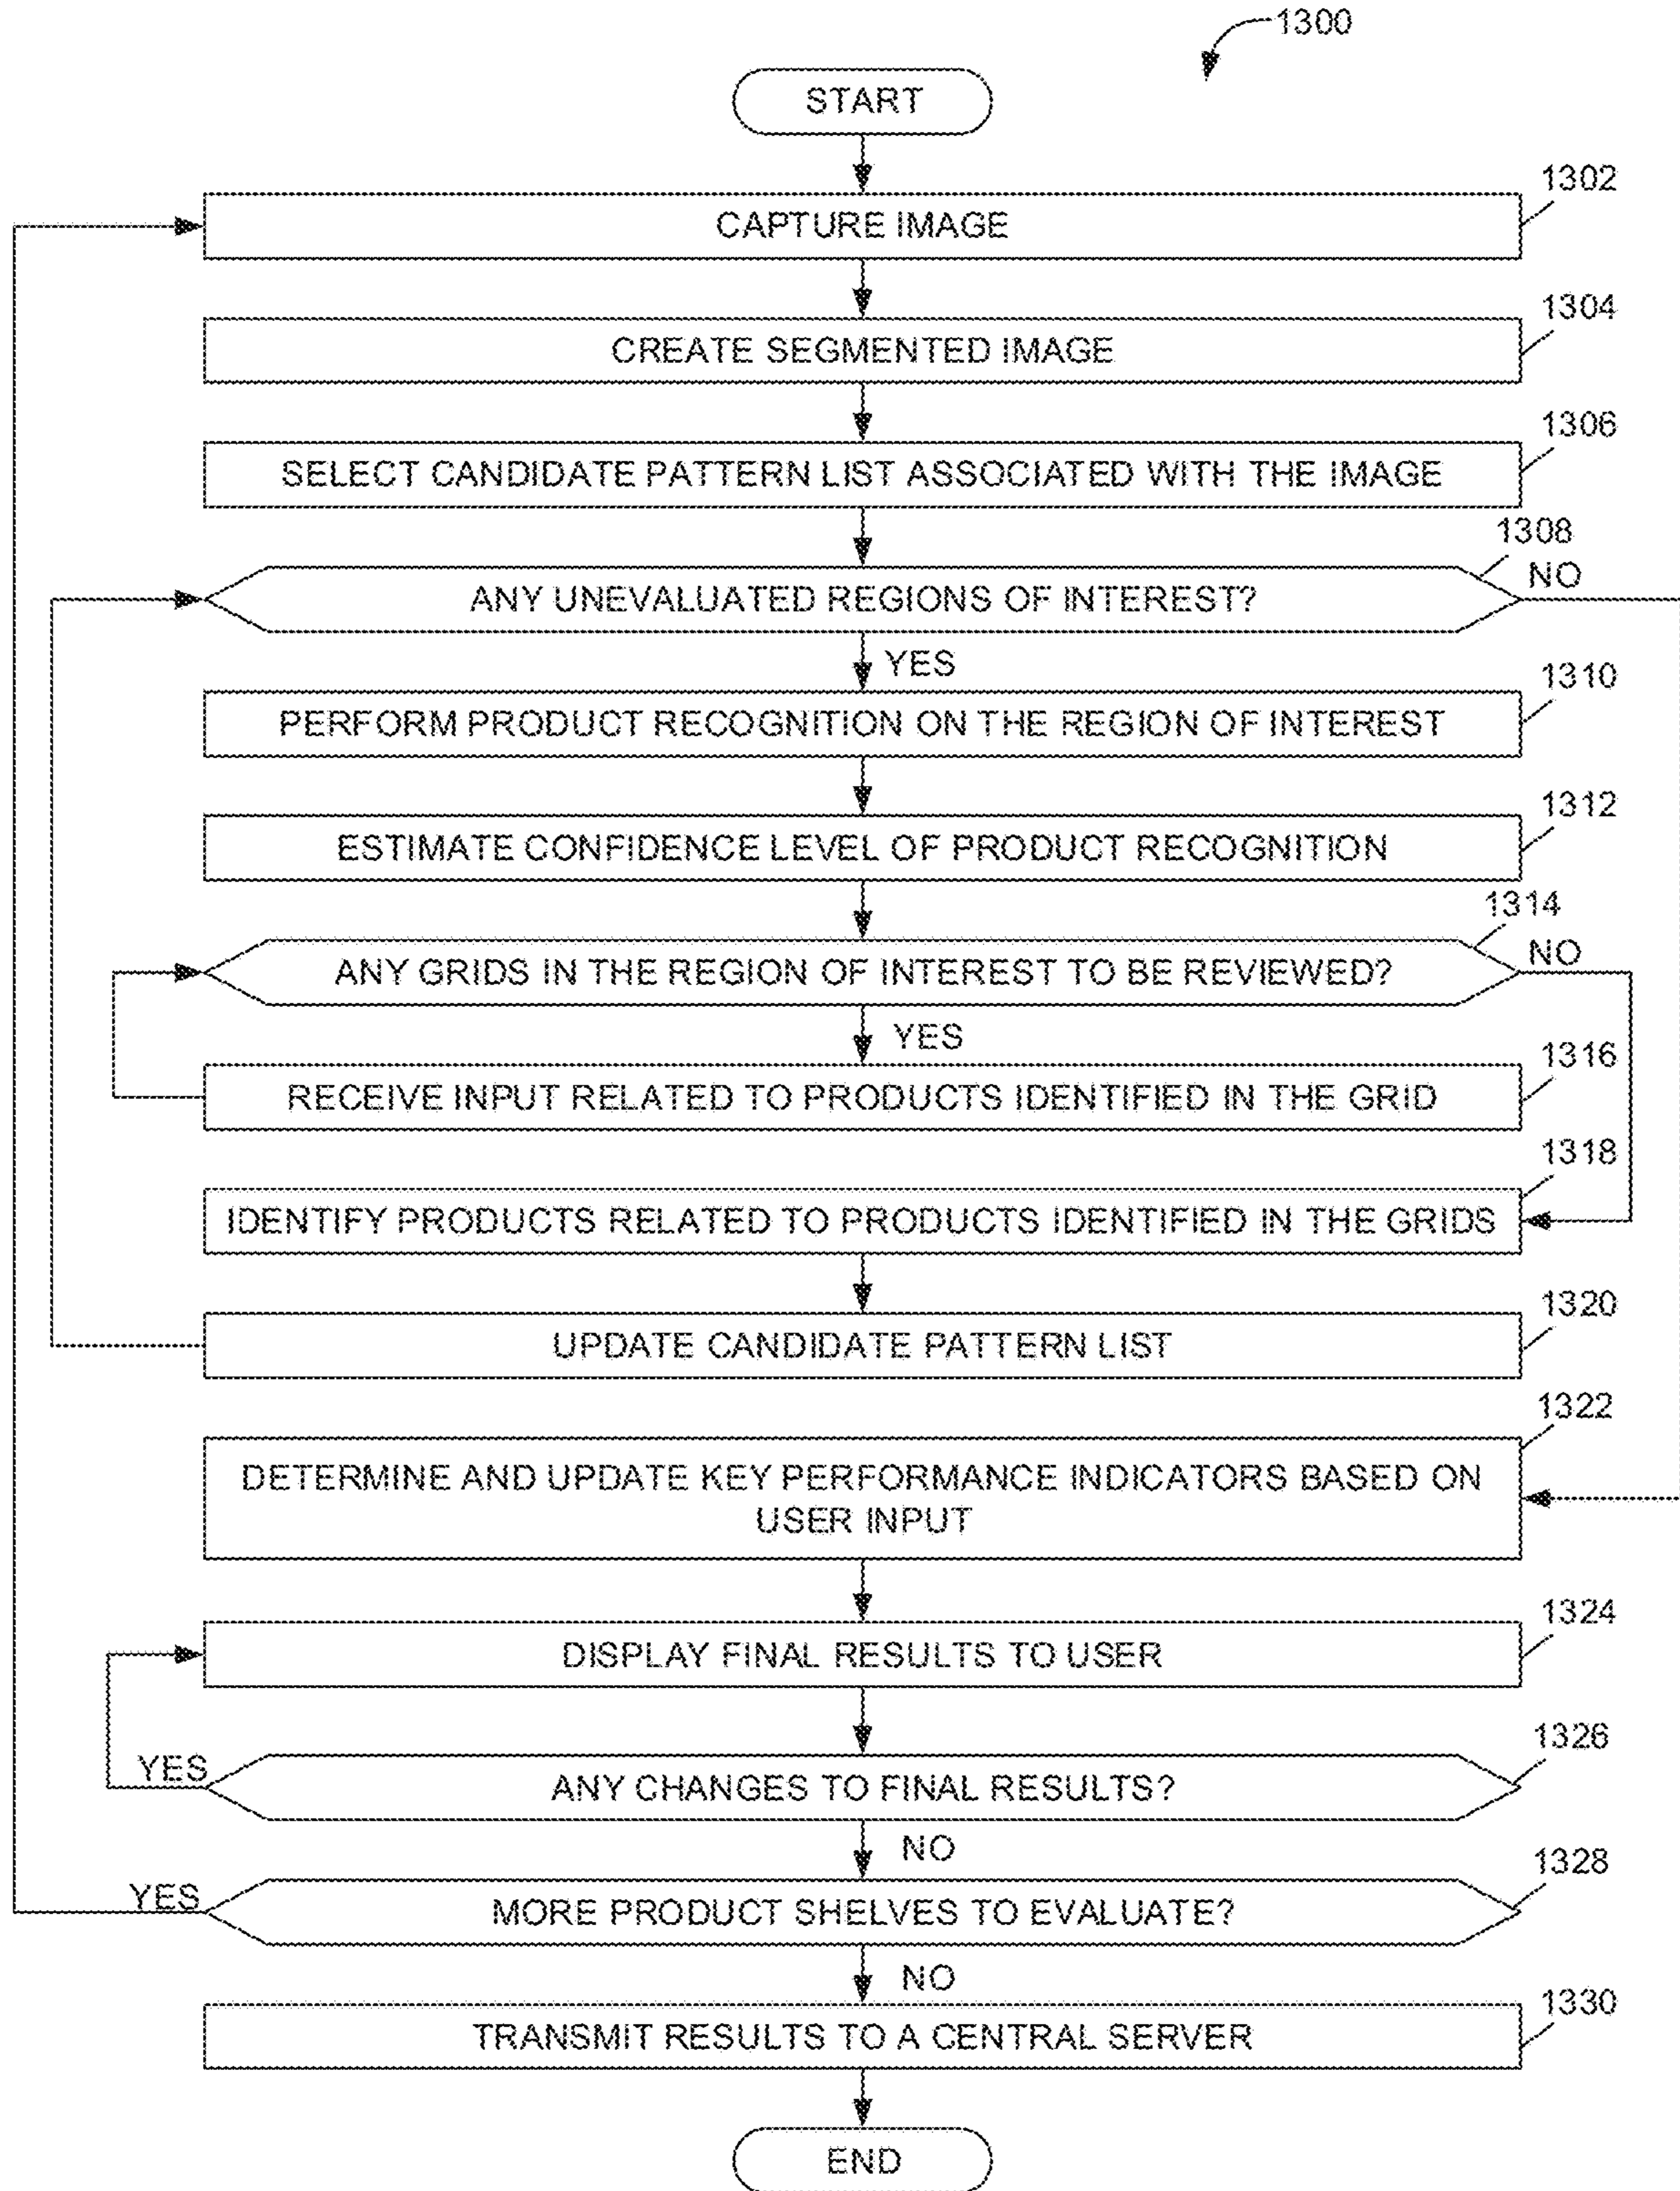 1300
START
1302
CAPTURE IMAGE
1304
CREATE SEGMENTED IMAGE
1306
SELECT CANDIDATE PATTERN LIST ASSOCIATED WITH THE IMAGE
1308
ANY UNEVALUATED REGIONS OF INTEREST?
NO
YES
1310
PERFORM PRODUCT RECOGNITION ON THE REGION OF INTEREST
1312
ESTIMATE CONFIDENCE LEVEL OF PRODUCT RECOGNITION
1314
ANY GRIDS IN THE REGION OF INTEREST TO BE REVIEWED?
NO
YES
1316
RECEIVE INPUT RELATED TO PRODUCTS IDENTIFIED IN THE GRID
1318
IDENTIFY PRODUCTS RELATED TO PRODUCTS IDENTIFIED IN THE GRIDS
1320
UPDATE CANDIDATE PATTERN LIST
1322
DETERMINE AND UPDATE KEY PERFORMANCE INDICATORS BASED ON
USER INPUT
1324
DISPLAY FINAL RESULTS TO USER
1326
YES
ANY CHANGES TO FINAL RESULTS?
NO
1328
YES
MORE PRODUCT SHELVES TO EVALUATE?
NO
1330
TRANSMIT RESULTS TO A CENTRAL SERVER
END